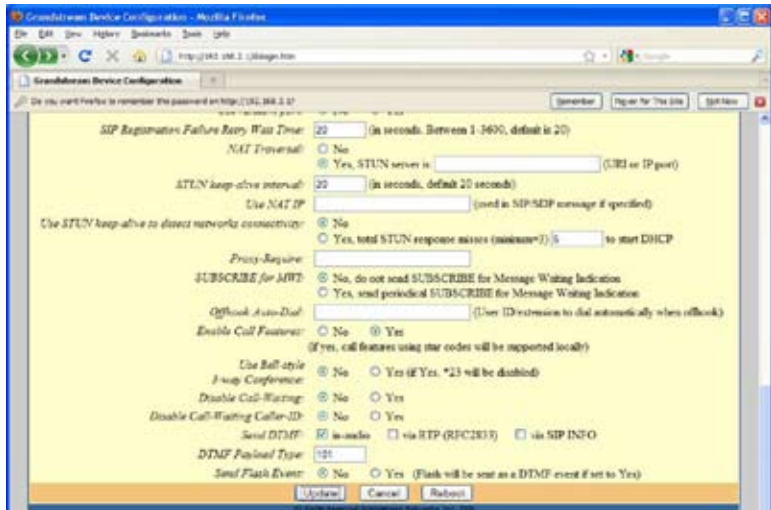 Grandstream Device Configuration - Mozilla Firefox
File Edit View History Bookmarks Tools Help
Google
Grandstream Device Configuration
Do you want Firefox to remember the password on
Remember Never for This Site Not Now
SIP Registration Failure Retry Wait Time: 20 (in seconds. Between 1-3600, default is 20)
NAT Traversal: No
Yes, STUN server is: (URI or IP:port)
STUN keep-alive interval: 20 (in seconds, default 20 seconds)
Use NAT IP (used in SIP/SDP message if specified)
Use STUN keep-alive to detect network connectivity: No
Yes, total STUN response misses (minimum=3) to start DHCP
Proxy-Require:
SUBSCRIBE for MWI: No, do not send SUBSCRIBE for Message Waiting Indication
Yes, send periodical SUBSCRIBE for Message Waiting Indication
Offhook Auto-Dial: (User ID/extension to dial automatically when offhook)
Enable Call Features: No Yes
(if yes, call features using star codes will be supported locally)
Use Bell-style
3-way Conference: No Yes (if Yes, *23 will be disabled)
Disable Call-Waiting: No Yes
Disable Call-Waiting Caller-ID: No Yes
Send DTMF: in-audio via RTP (RFC2833) via SIP INFO
DTMF Payload Type: 101
Send Flash Event: No Yes (Flash will be sent as a DTMF event if set to Yes)
Update Cancel Reboot